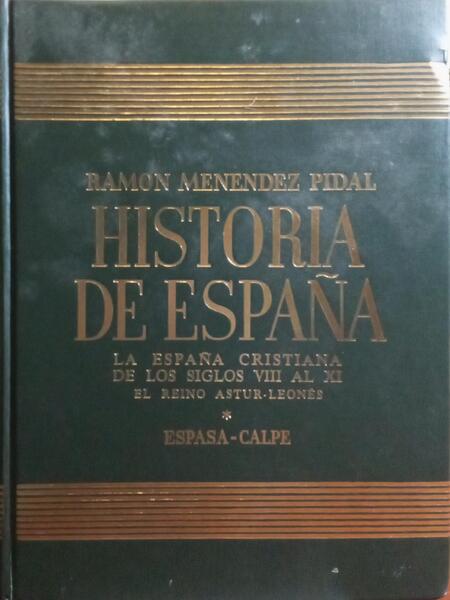 RAMON MENENDEZ PIDAL
HISTORIA
DE ESPAÑA
LA ESPAÑA CRISTIANA
DE LOS SIGLOS VIII AL XI
EL REINO ASTUR-LEONÉS
*
ESPASA-CALPE